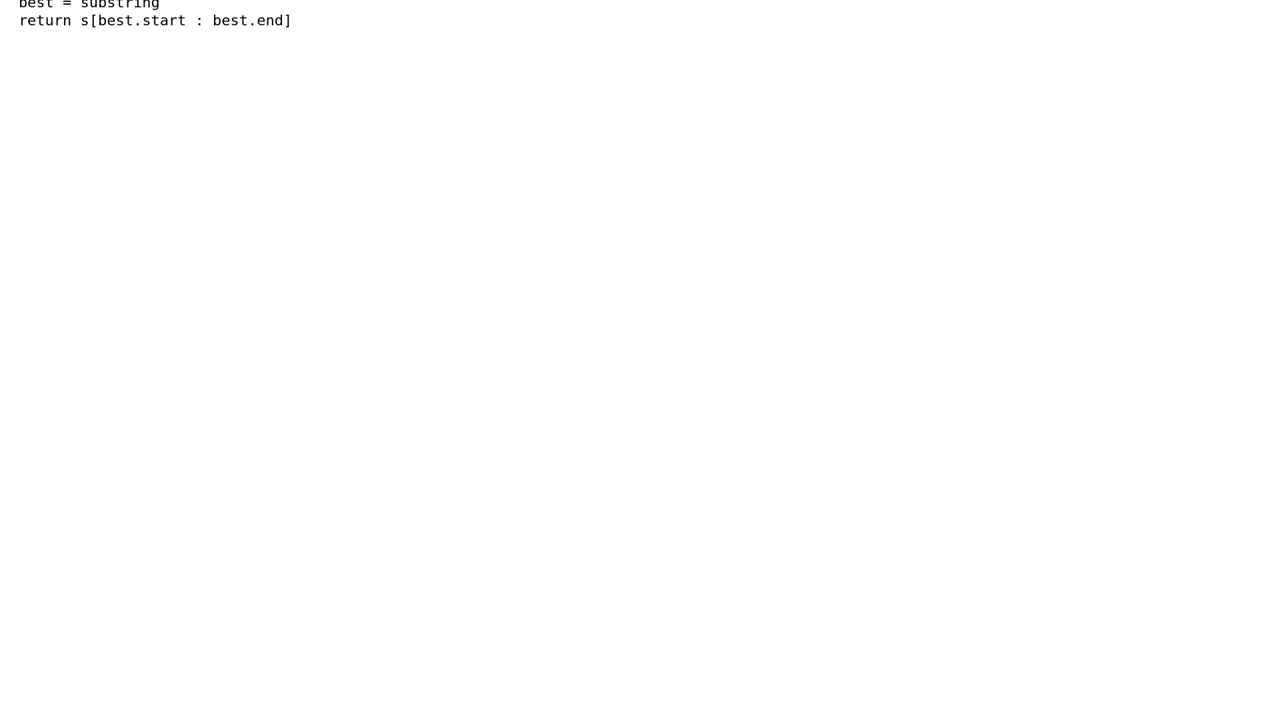 best = substring
return s[best.start : best.end]